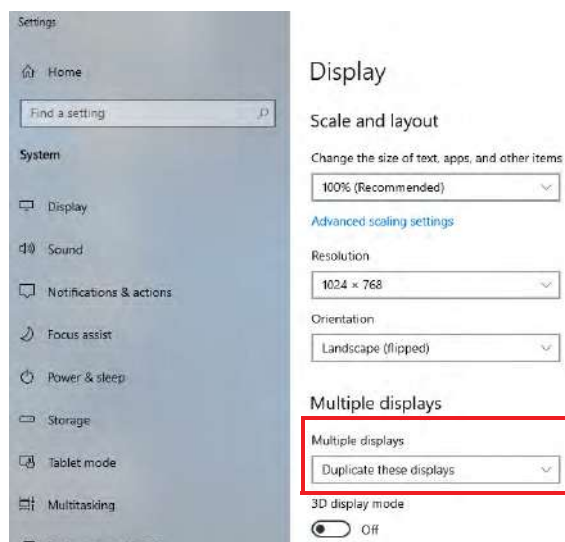 Settings
Home
Find a setting
System
Display
Sound
Notifications & actions
Focus assist
Power & sleep
Storage
Tablet mode
Multitasking
Display
Scale and layout
Change the size of text, apps, and other items
100% (Recommended)
Advanced scaling settings
Resolution
1024 × 768
Orientation
Landscape (flipped)
Multiple displays
Multiple displays
Duplicate these displays
3D display mode
Off